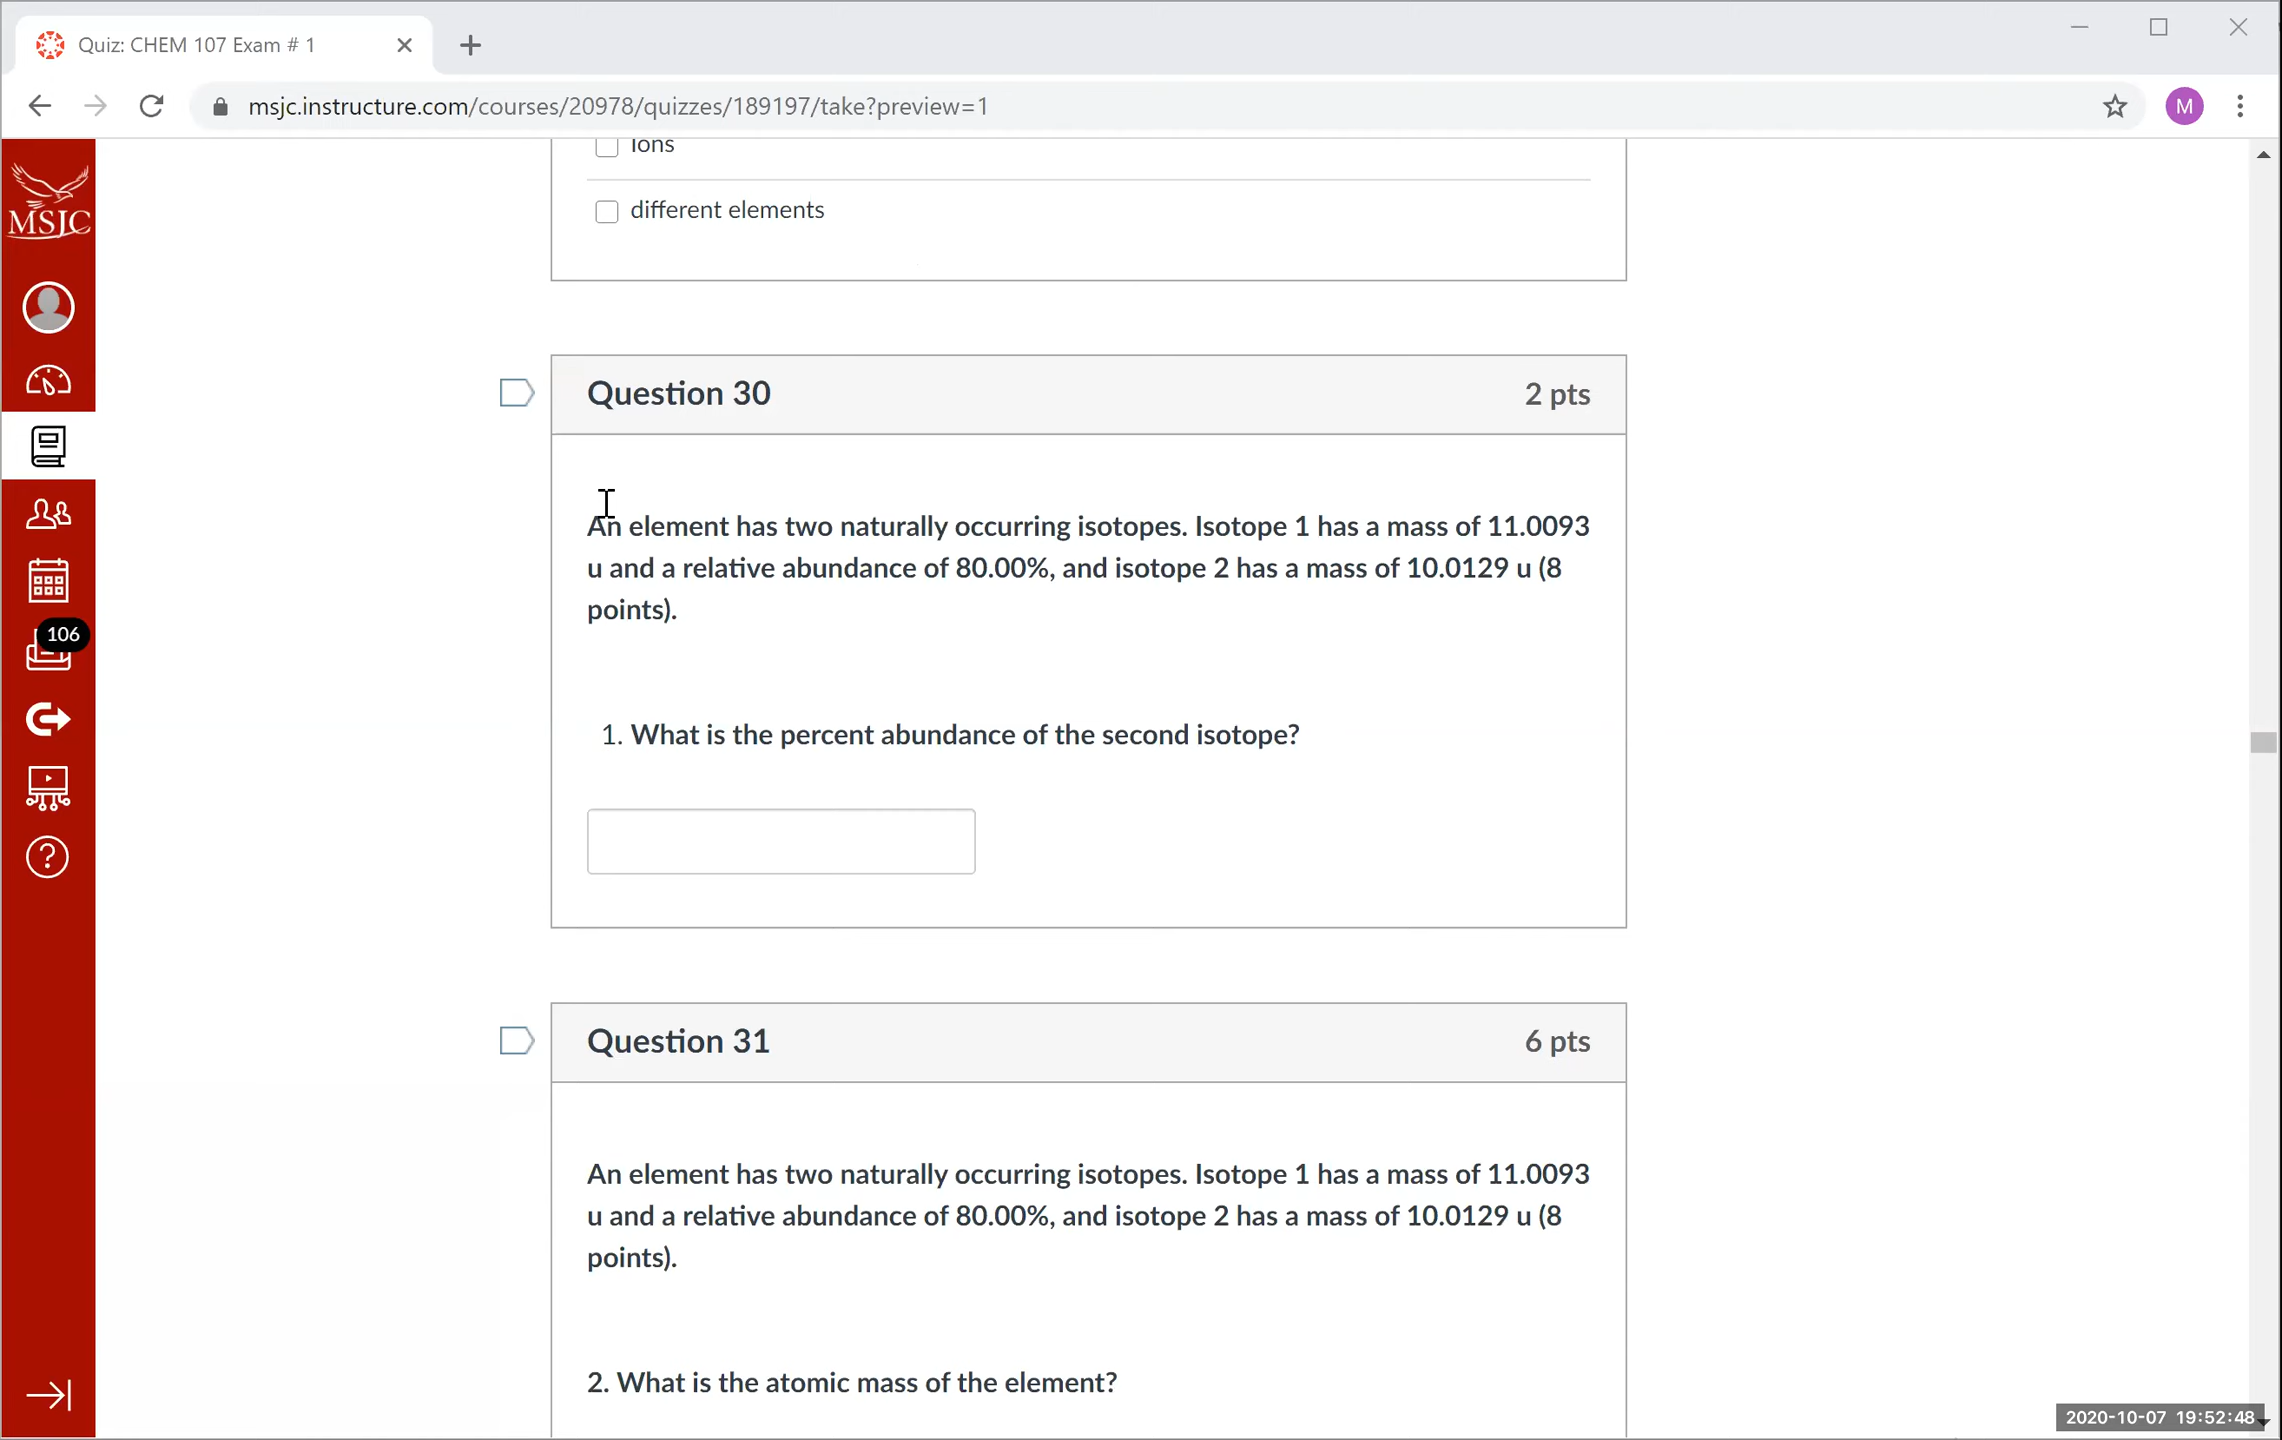 Quiz: CHEM 107 Exam # 1
msjc.instructure.com/courses/20978/quizzes/189197/take?preview=1
M
MSJC
Ions
different elements
Question 30
2 pts
An element has two naturally occurring isotopes. Isotope 1 has a mass of 11.0093
u and a relative abundance of 80.00%, and isotope 2 has a mass of 10.0129 u (8
points).
106
1. What is the percent abundance of the second isotope?
Question 31
6 pts
An element has two naturally occurring isotopes. Isotope 1 has a mass of 11.0093
u and a relative abundance of 80.00%, and isotope 2 has a mass of 10.0129 u (8
points).
2. What is the atomic mass of the element?
2020-10-07 19:52:48